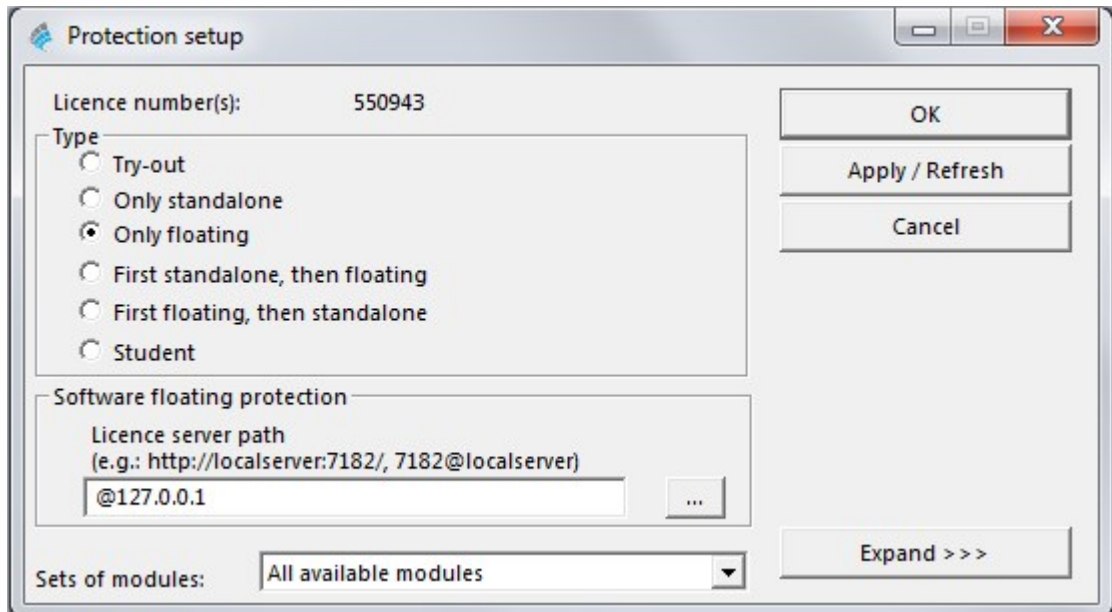 Protection setup
Licence number(s): 550943
OK
Type
Try-out
Apply / Refresh
Only standalone
Only floating
Cancel
First standalone, then floating
First floating, then standalone
Student
Software floating protection
Licence server path
(e.g.: http://localserver:7182/, 7182@localserver)
@127.0.0.1
...
Expand >>>
Sets of modules: All available modules